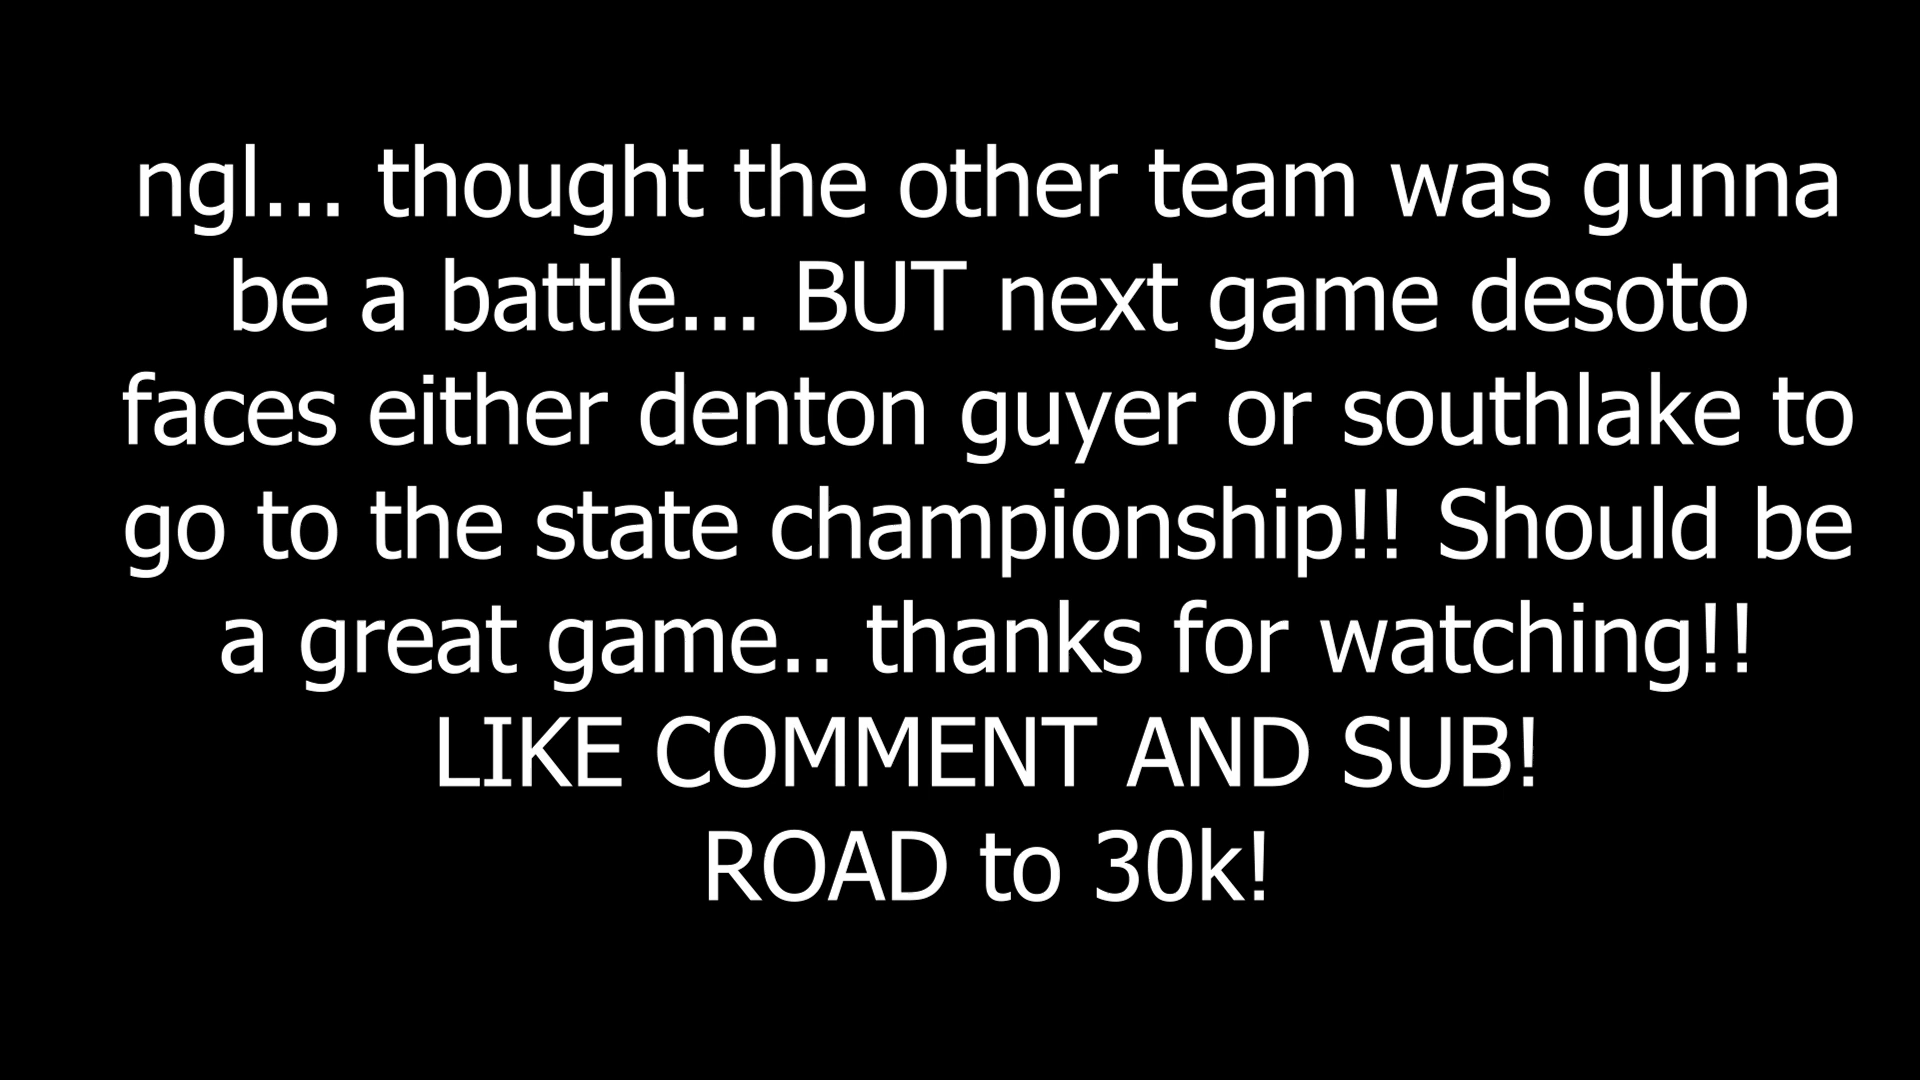 ngl... thought the other team was gunna
be a battle... BUT next game desoto
faces either denton guyer or southlake to
go to the state championship!! Should be
a great game.. thanks for watching!!
LIKE COMMENT AND SUB!
ROAD to 30k!